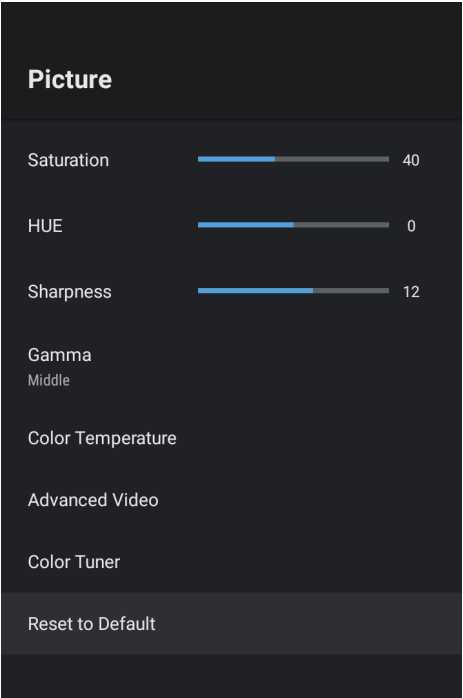 Picture
Saturation 40
HUE 0
Sharpness 12
Gamma
Middle
Color Temperature
Advanced Video
Color Tuner
Reset to Default